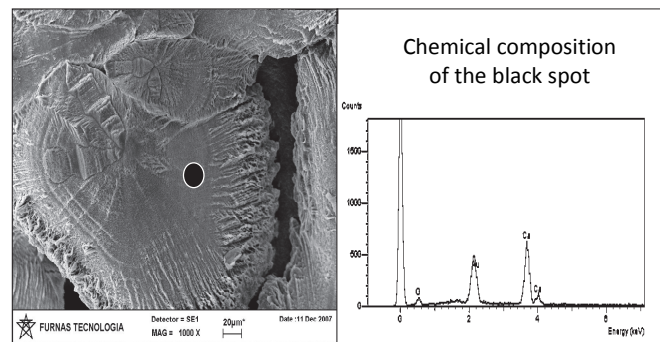 Chemical composition
of the black spot
Counts
1500
1000
500
0
O
Au
Ca
Ca
0
2
4
6
Energy (keV)
FURNAS TECNOLOGIA
Detector = SE1
MAG = 1000 X
20µm*
Date :11 Dec 2007